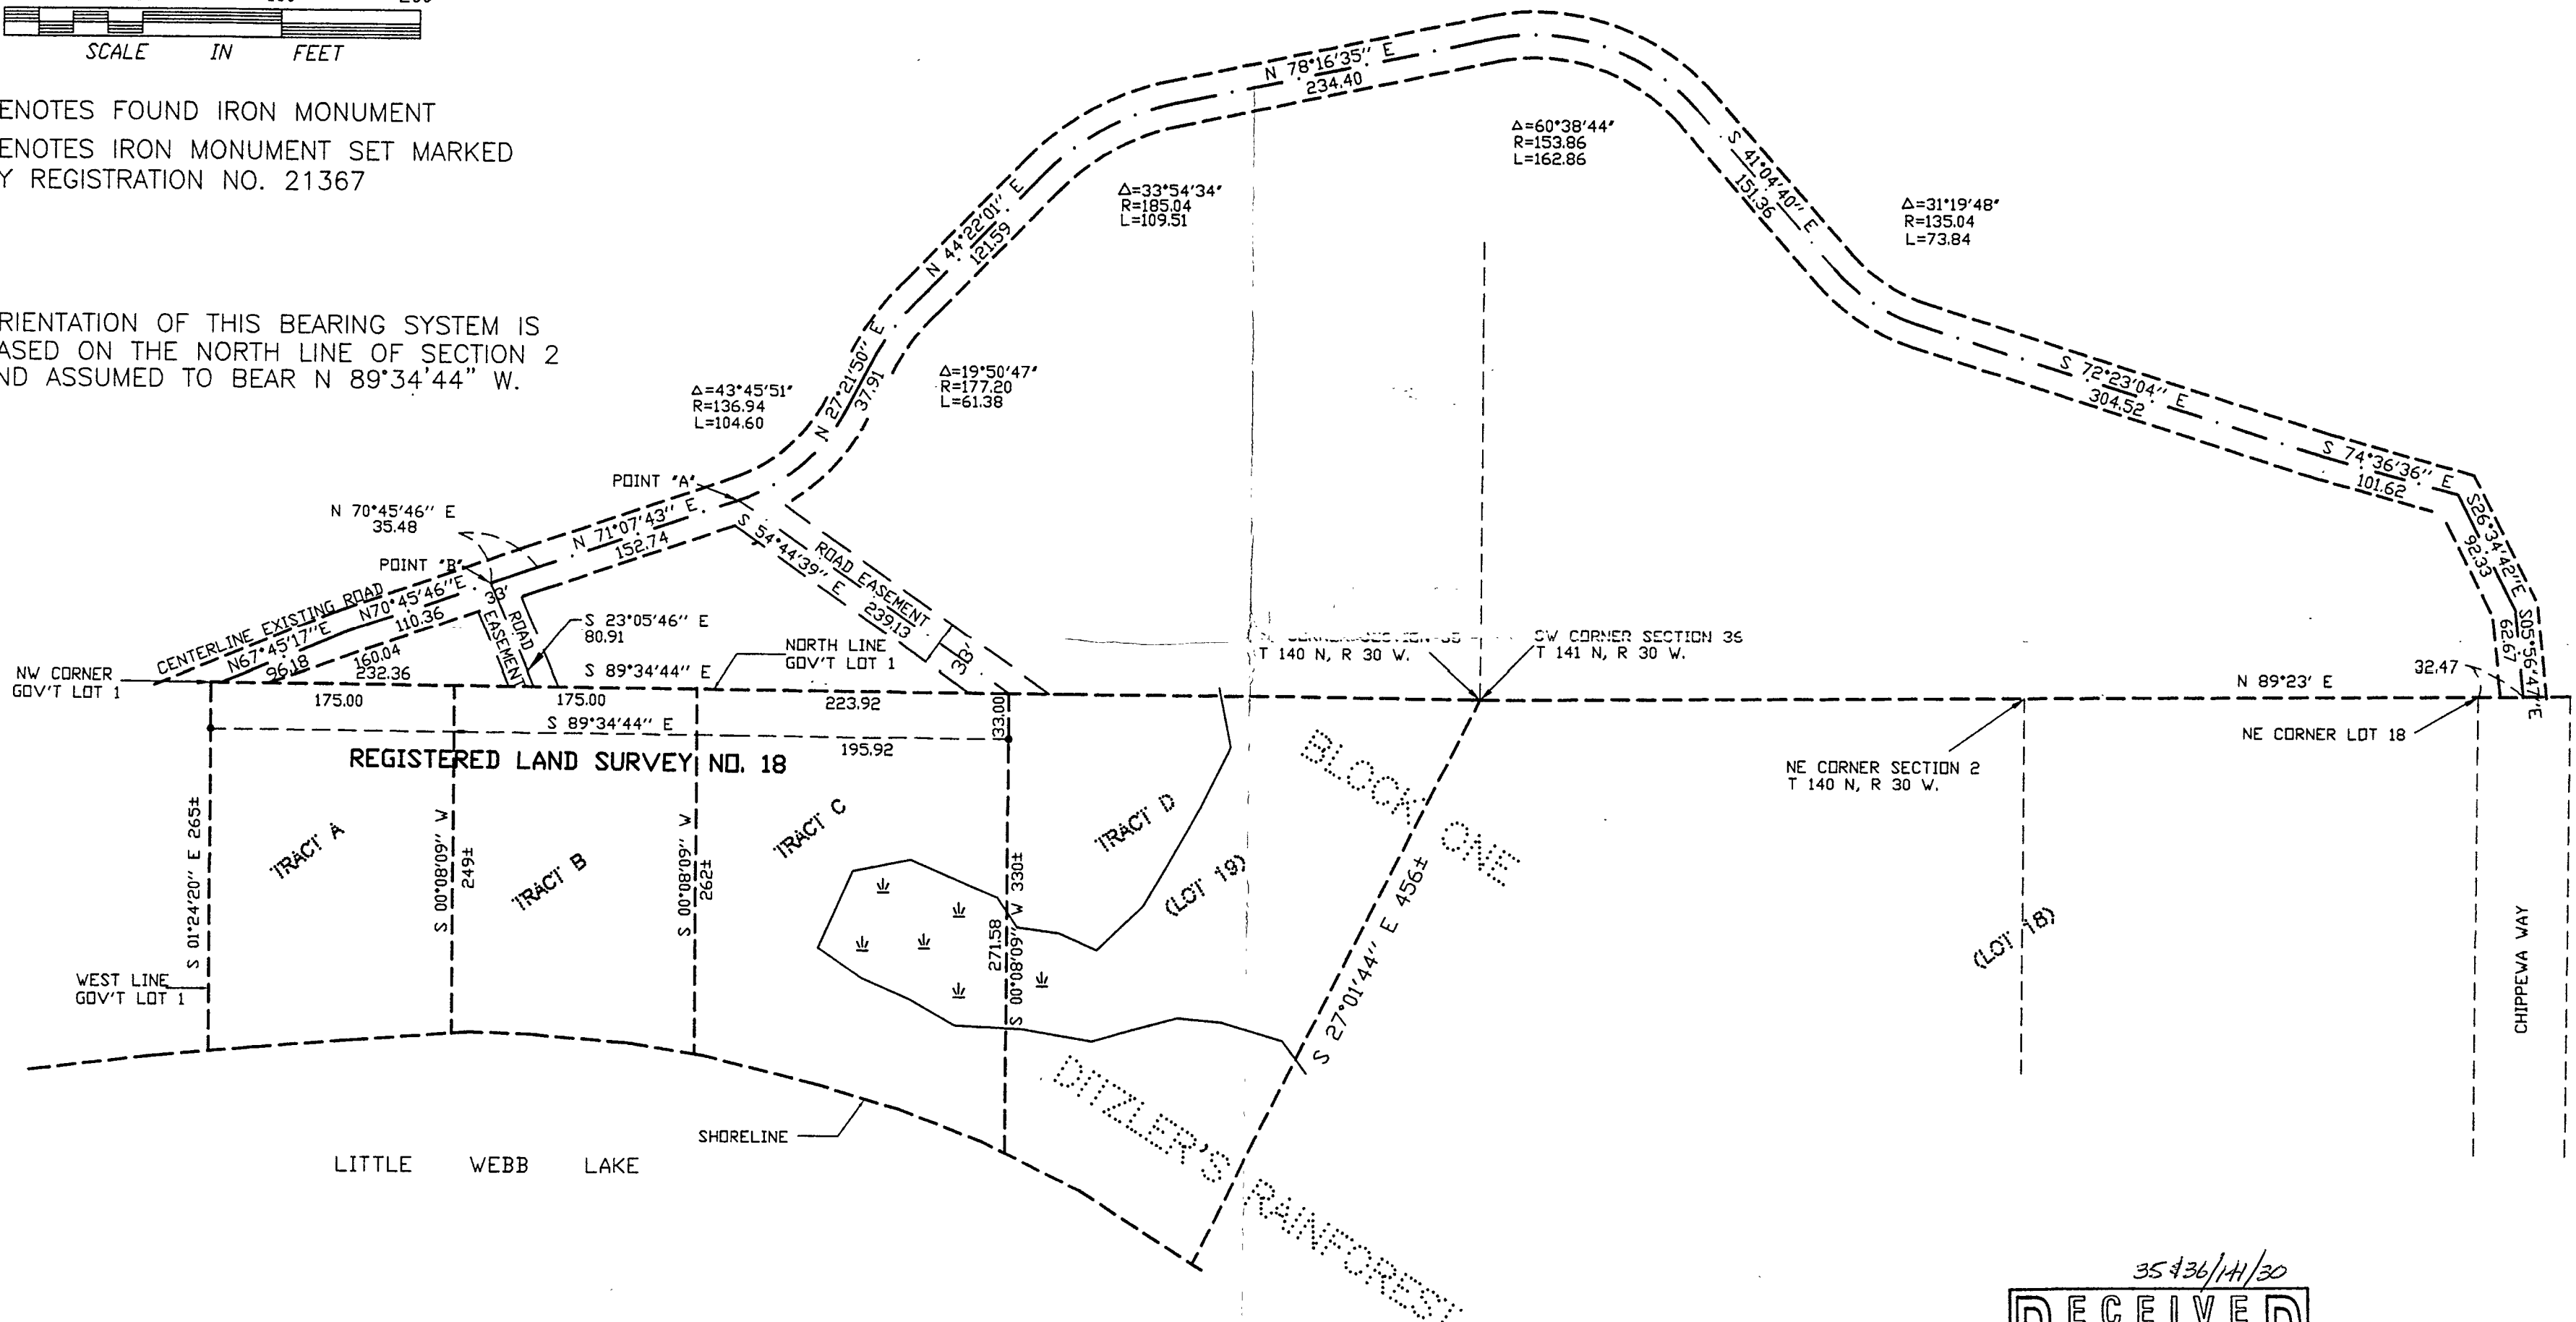 SCALE IN FEET
ENOTES FOUND IRON MONUMENT
ENOTES IRON MONUMENT SET MARKED
Y REGISTRATION NO. 21367
RIENTATION OF THIS BEARING SYSTEM IS
ASED ON THE NORTH LINE OF SECTION 2
ND ASSUMED TO BEAR N 89°34'44" W.
N 78°16'35" E
234.40
Δ=60°38'44"
R=153.86
L=162.86
S 41°04'40" E
151.36
Δ=33°54'34"
R=185.04
L=109.51
Δ=31°19'48"
R=135.04
L=73.84
N 44°22'01" E
121.59
N 27°21'50" E
37.91
Δ=43°45'51"
R=136.94
L=104.60
Δ=19°50'47"
R=177.20
L=61.38
S 72°23'04" E
304.52
S 74°36'36" E
101.62
S26°34'42"E
92.33
S05°56'47"E
62.67
POINT "A"
N 70°45'46" E
35.48
N 71°07'43" E
152.74
POINT "B"
CENTERLINE EXISTING ROAD
N70°45'46"E
110.36
33'
N67°45'17"E
96.18
160.04
232.36
ROAD
EASEMENT
S 23°05'46" E
80.91
S 54°44'39" E
239.13
ROAD EASEMENT
33'
NORTH LINE
GOV'T LOT 1
S 89°34'44" E
NW CORNER
GOV'T LOT 1
T 140 N, R 30 W.
SW CORNER SECTION 36
T 141 N, R 30 W.
32.47
N 89°23' E
175.00
175.00
223.92
33.00
S 89°34'44" E
195.92
REGISTERED LAND SURVEY NO. 18
NE CORNER LOT 18
NE CORNER SECTION 2
T 140 N, R 30 W.
S 01°24'20" E 265±
TRACT A
S 00°08'09" W
249±
TRACT B
S 00°08'09" W
262±
TRACT C
S 00°08'09" W 330±
271.58
TRACT D
(LOT 19)
BLOCK ONE
S 27°01'44" E 456±
(LOT 18)
CHIPPEWA WAY
WEST LINE
GOV'T LOT 1
SHORELINE
LITTLE WEBB LAKE
DITZLER'S RAINFOREST
35 & 36/141/30
RECEIVED